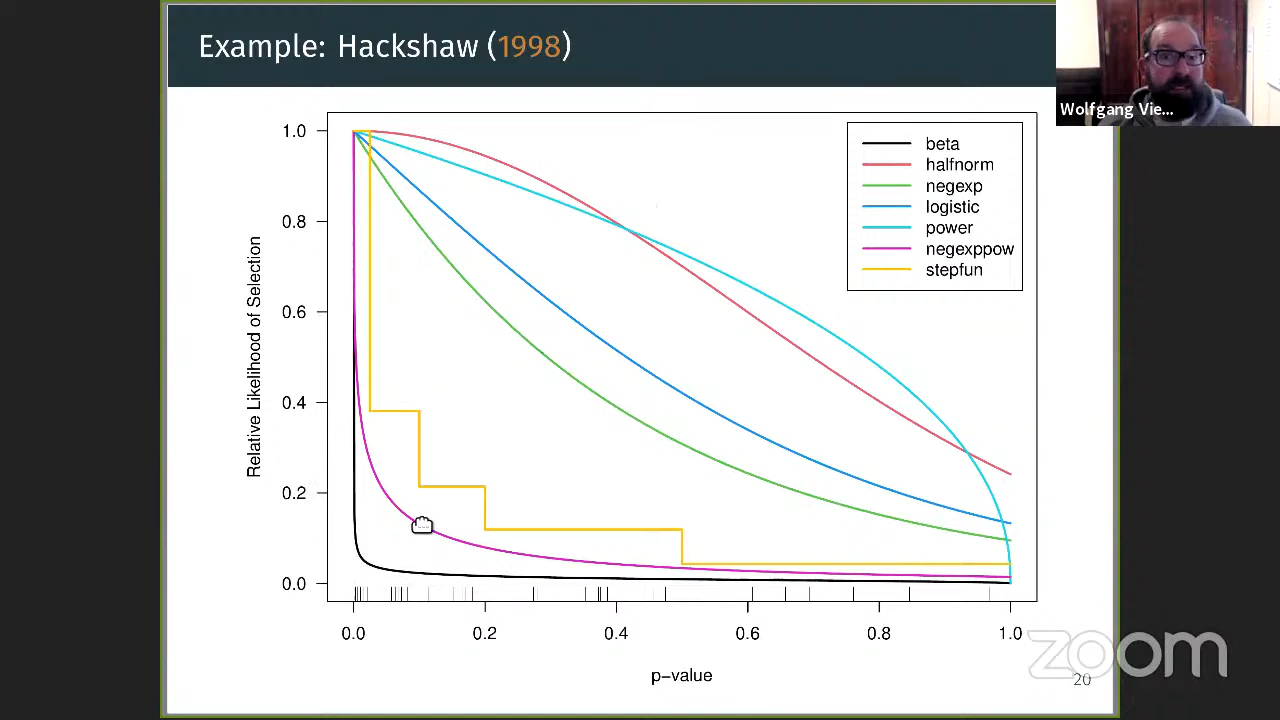 Example: Hackshaw (1998)
Wolfgang Vie...
beta
halfnorm
negexp
logistic
power
negexppow
stepfun
Relative Likelihood of Selection
1.0
0.8
0.6
0.4
0.2
0.0
0.0 0.2 0.4 0.6 0.8 1.0
p−value
zoom
20